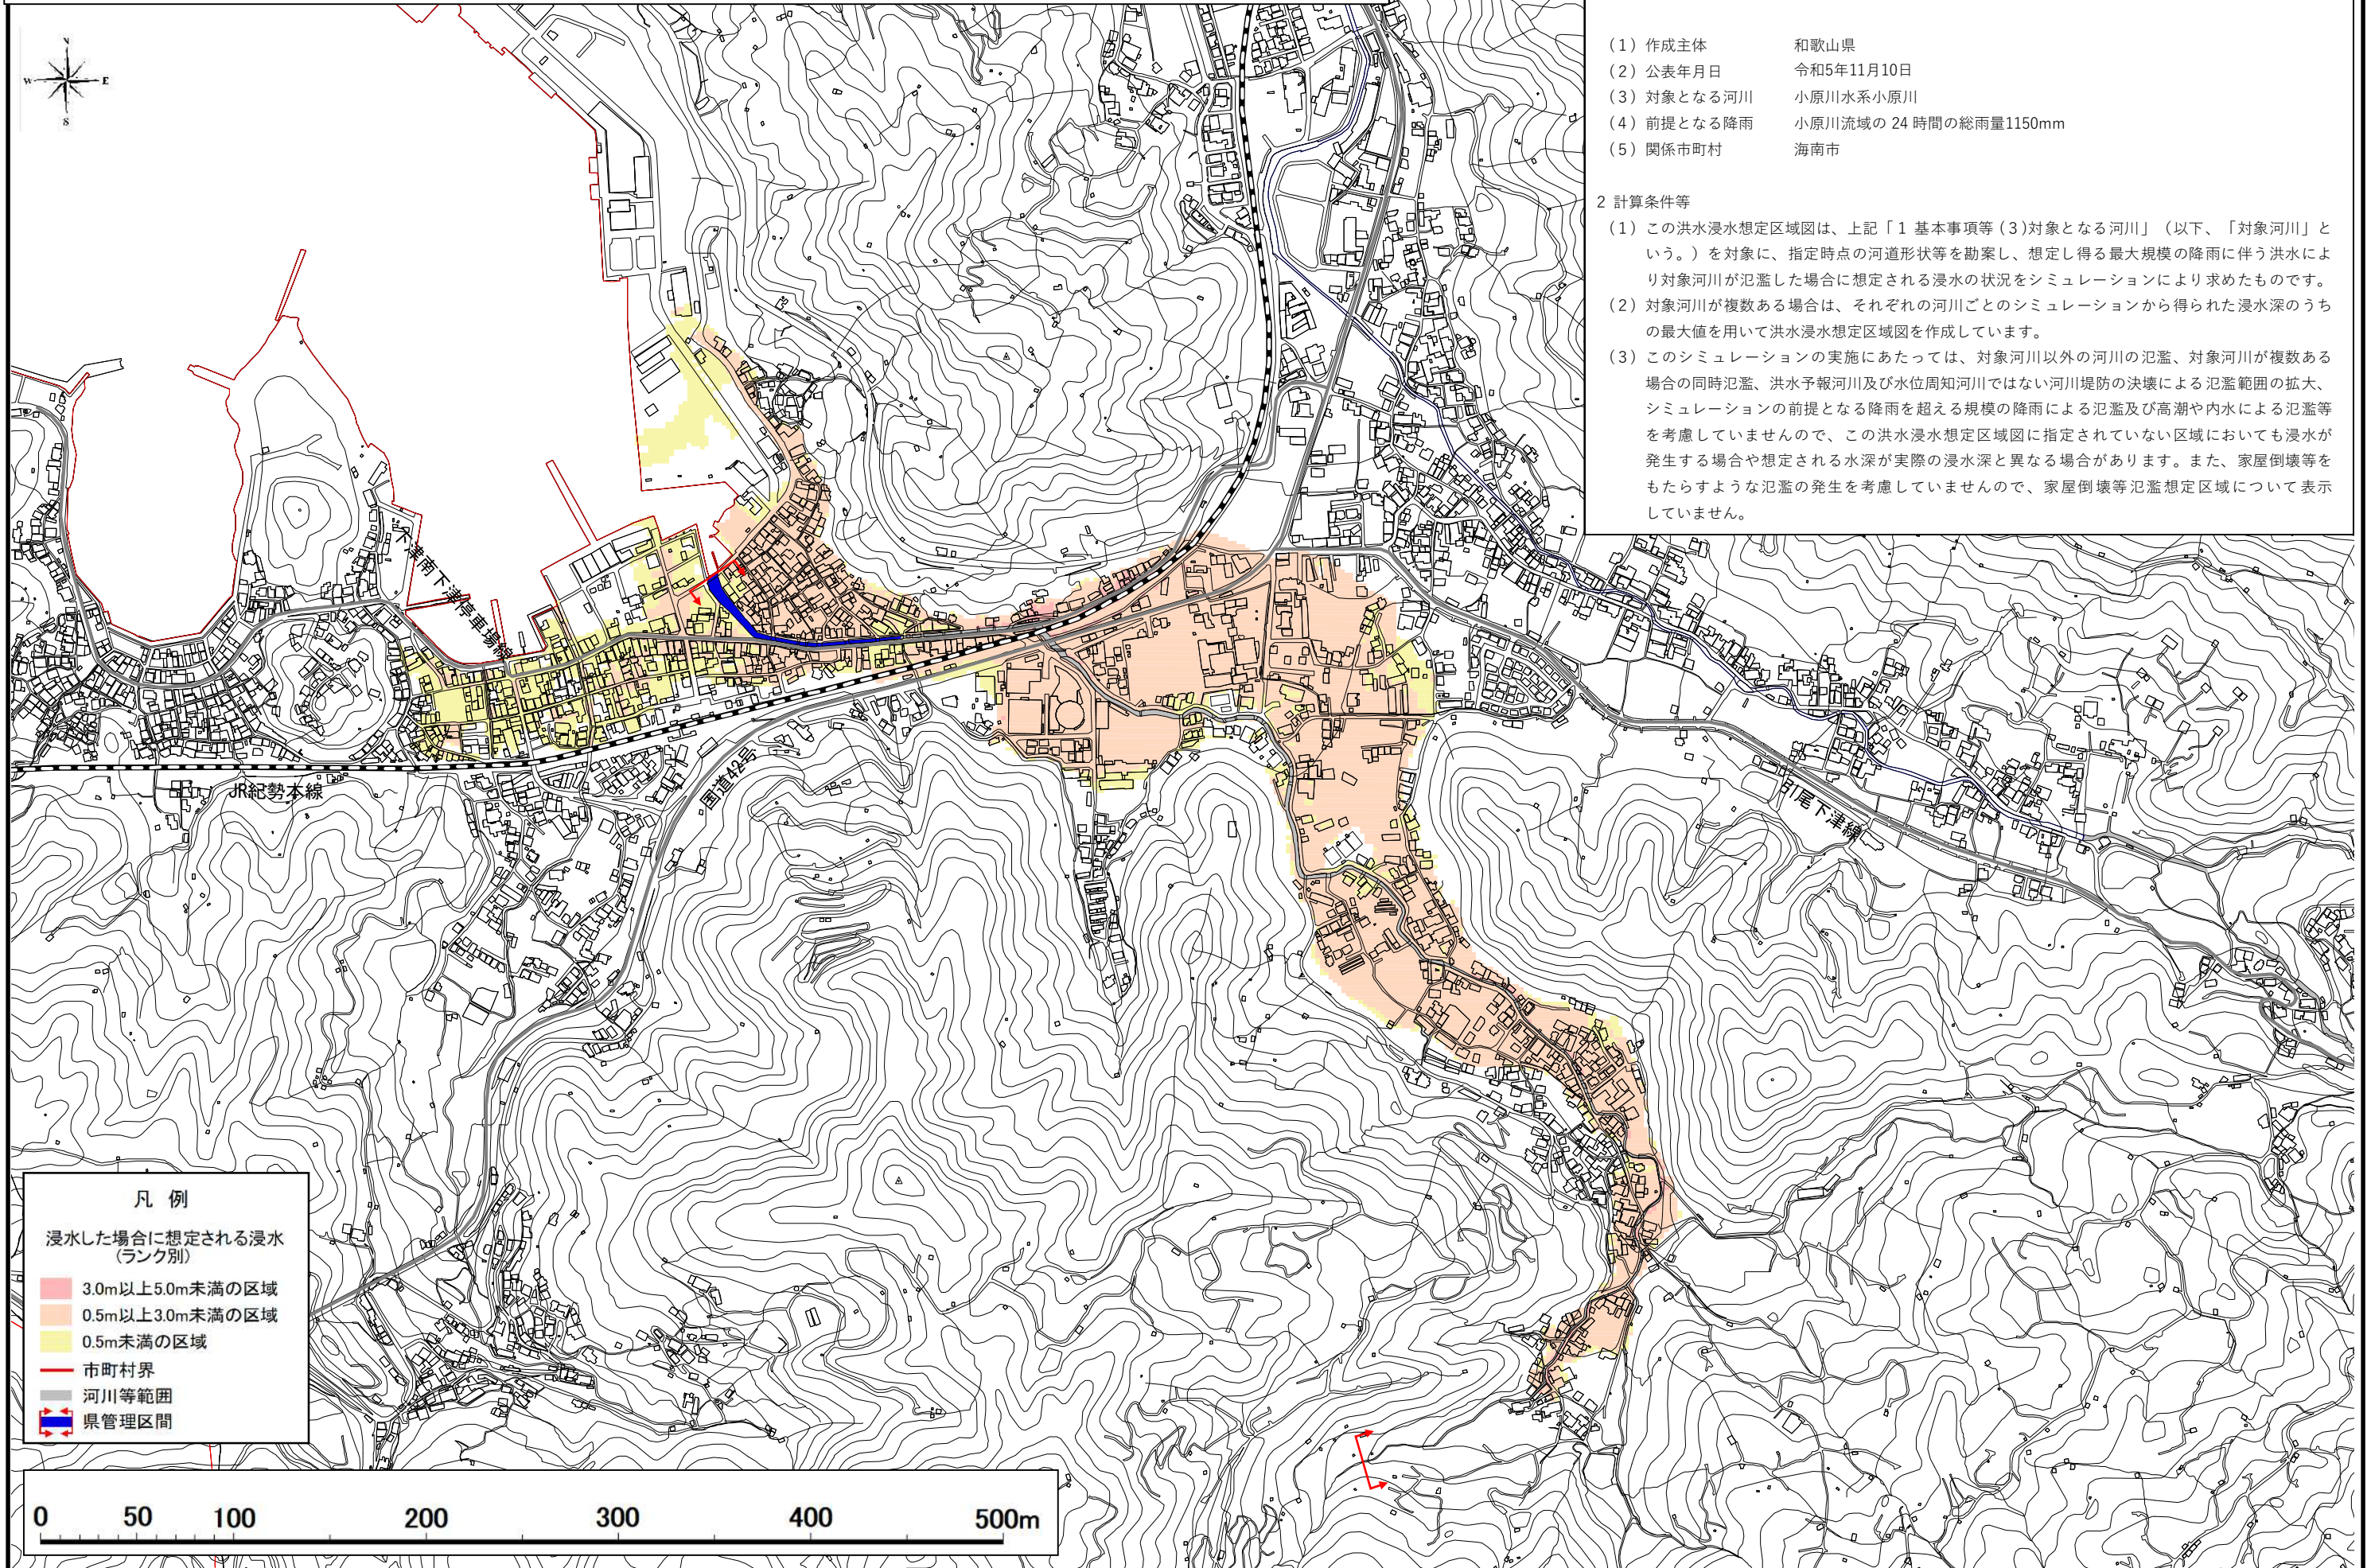 N
W
E
S
(1) 作成主体 和歌山県
(2) 公表年月日 令和5年11月10日
(3) 対象となる河川 小原川水系小原川
(4) 前提となる降雨 小原川流域の 24 時間の総雨量1150mm
(5) 関係市町村 海南市
2 計算条件等
(1) この洪水浸水想定区域図は、上記「1 基本事項等(3)対象となる河川」(以下、「対象河川」と
いう。)を対象に、指定時点の河道形状等を勘案し、想定し得る最大規模の降雨に伴う洪水によ
り対象河川が氾濫した場合に想定される浸水の状況をシミュレーションにより求めたものです。
(2) 対象河川が複数ある場合は、それぞれの河川ごとのシミュレーションから得られた浸水深のうち
の最大値を用いて洪水浸水想定区域図を作成しています。
(3) このシミュレーションの実施にあたっては、対象河川以外の河川の氾濫、対象河川が複数ある
場合の同時氾濫、洪水予報河川及び水位周知河川ではない河川堤防の決壊による氾濫範囲の拡大、
シミュレーションの前提となる降雨を超える規模の降雨による氾濫及び高潮や内水による氾濫等
を考慮していませんので、この洪水浸水想定区域図に指定されていない区域においても浸水が
発生する場合や想定される水深が実際の浸水深と異なる場合があります。また、家屋倒壊等を
もたらすような氾濫の発生を考慮していませんので、家屋倒壊等氾濫想定区域について表示
していません。
下津南下津停車場線
JR紀勢本線
国道42号
引尾下津線
凡 例
浸水した場合に想定される浸水
(ランク別)
3.0m以上5.0m未満の区域
0.5m以上3.0m未満の区域
0.5m未満の区域
市町村界
河川等範囲
県管理区間
0 50 100 200 300 400 500m